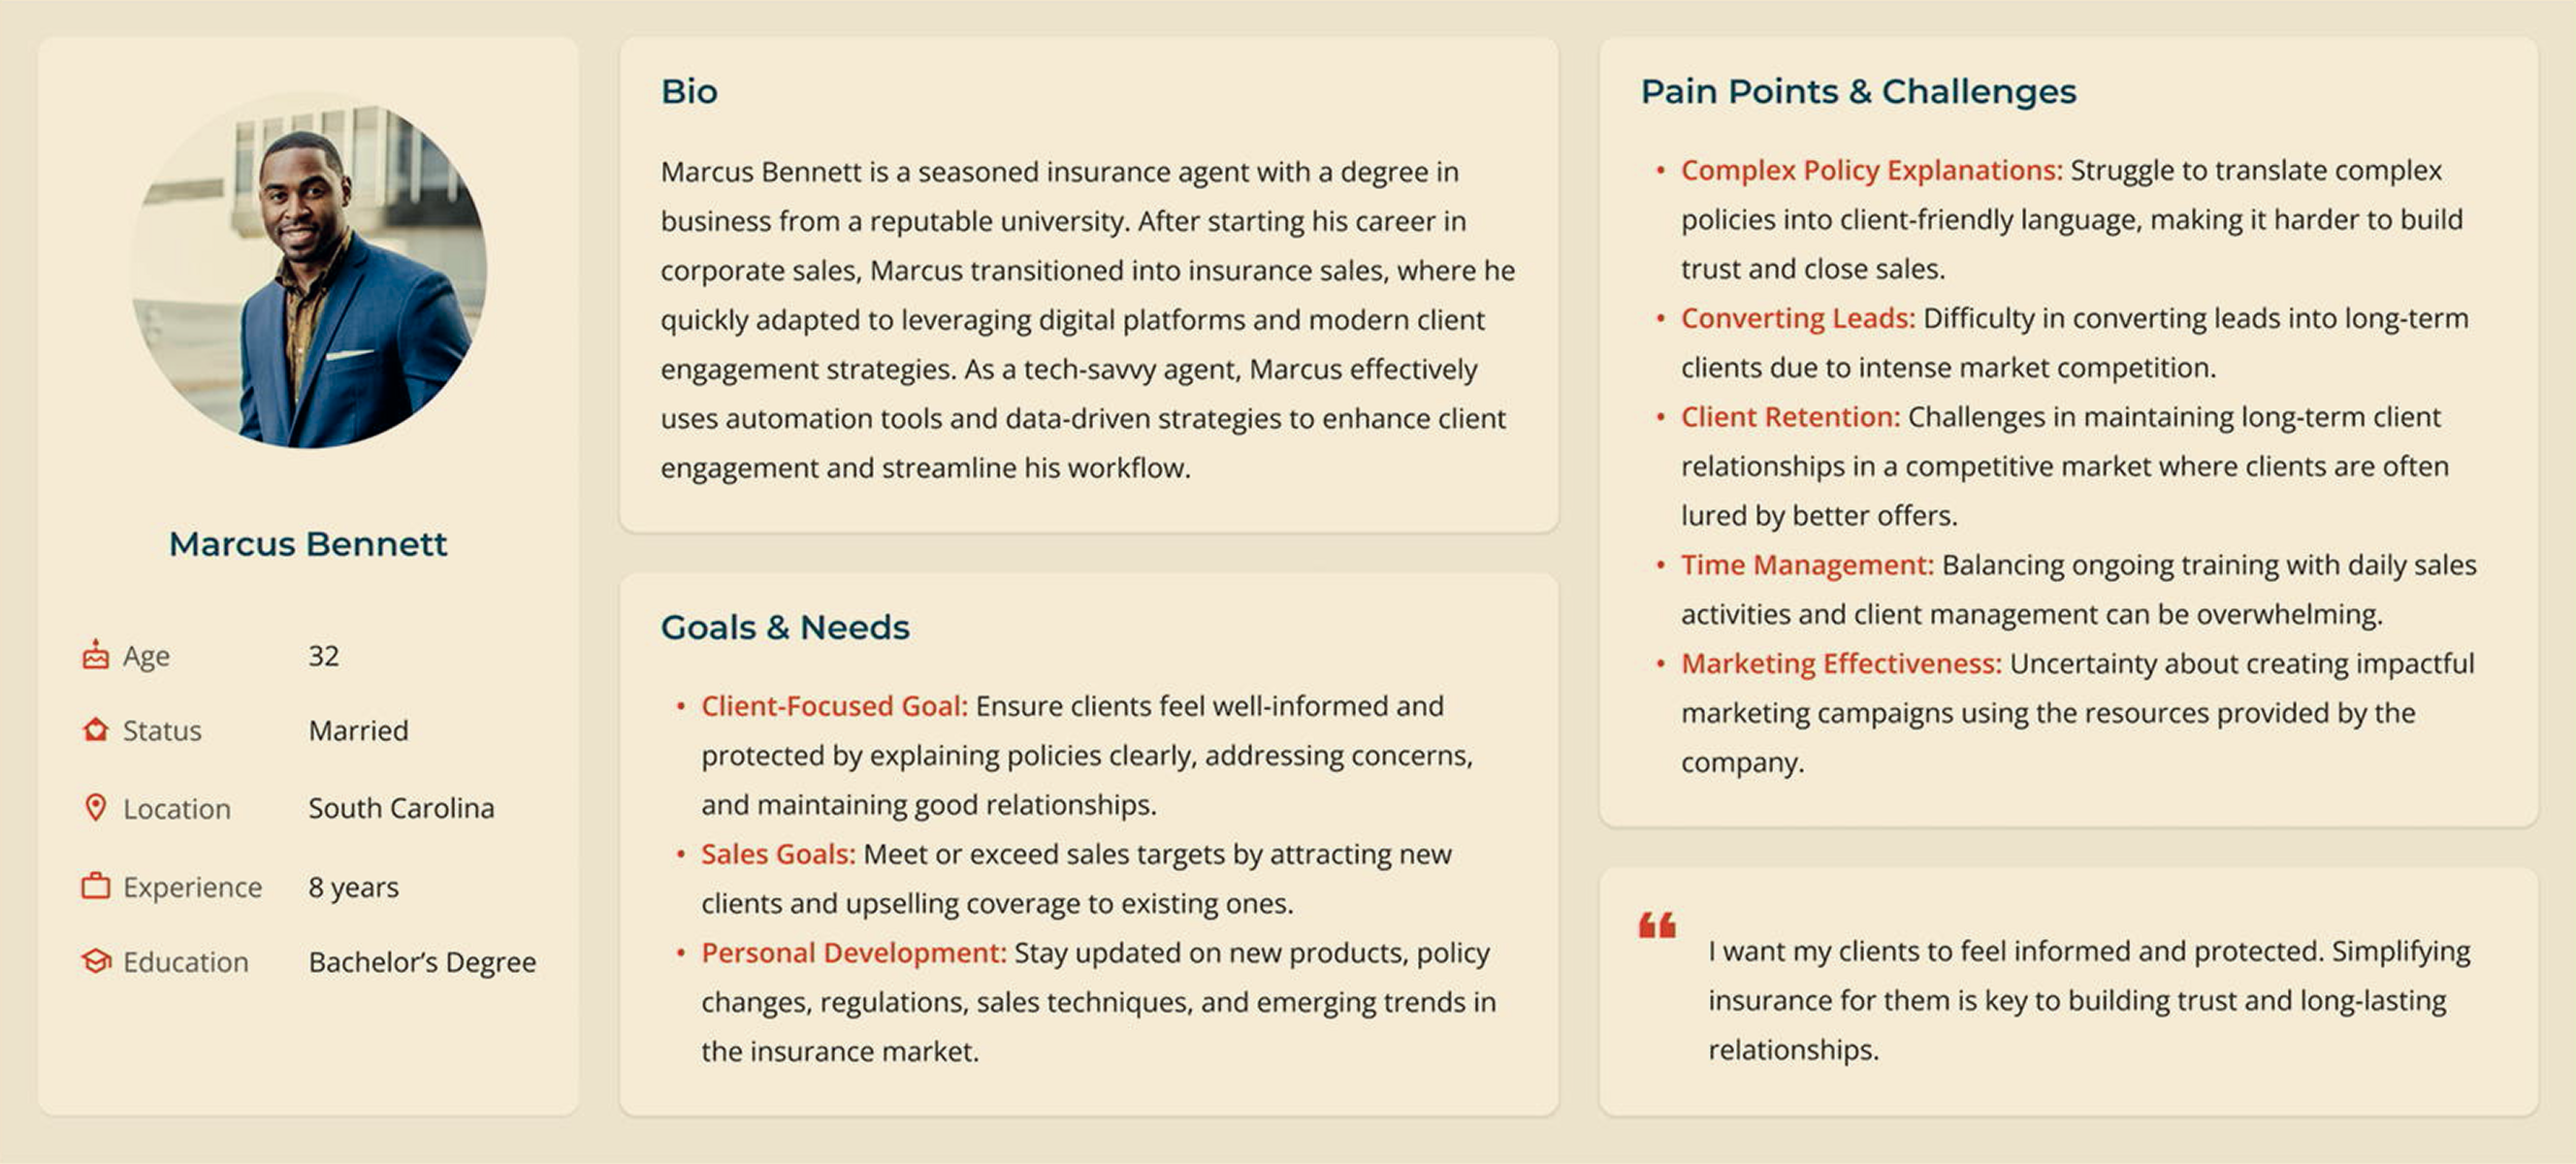 Marcus Bennett
Age 32
Status Married
Location South Carolina
Experience 8 years
Education Bachelor’s Degree
Bio
Marcus Bennett is a seasoned insurance agent with a degree in
business from a reputable university. After starting his career in
corporate sales, Marcus transitioned into insurance sales, where he
quickly adapted to leveraging digital platforms and modern client
engagement strategies. As a tech-savvy agent, Marcus effectively
uses automation tools and data-driven strategies to enhance client
engagement and streamline his workflow.
Goals & Needs
• Client-Focused Goal: Ensure clients feel well-informed and
protected by explaining policies clearly, addressing concerns,
and maintaining good relationships.
• Sales Goals: Meet or exceed sales targets by attracting new
clients and upselling coverage to existing ones.
• Personal Development: Stay updated on new products, policy
changes, regulations, sales techniques, and emerging trends in
the insurance market.
Pain Points & Challenges
• Complex Policy Explanations: Struggle to translate complex
policies into client-friendly language, making it harder to build
trust and close sales.
• Converting Leads: Difficulty in converting leads into long-term
clients due to intense market competition.
• Client Retention: Challenges in maintaining long-term client
relationships in a competitive market where clients are often
lured by better offers.
• Time Management: Balancing ongoing training with daily sales
activities and client management can be overwhelming.
• Marketing Effectiveness: Uncertainty about creating impactful
marketing campaigns using the resources provided by the
company.
“
I want my clients to feel informed and protected. Simplifying
insurance for them is key to building trust and long-lasting
relationships.